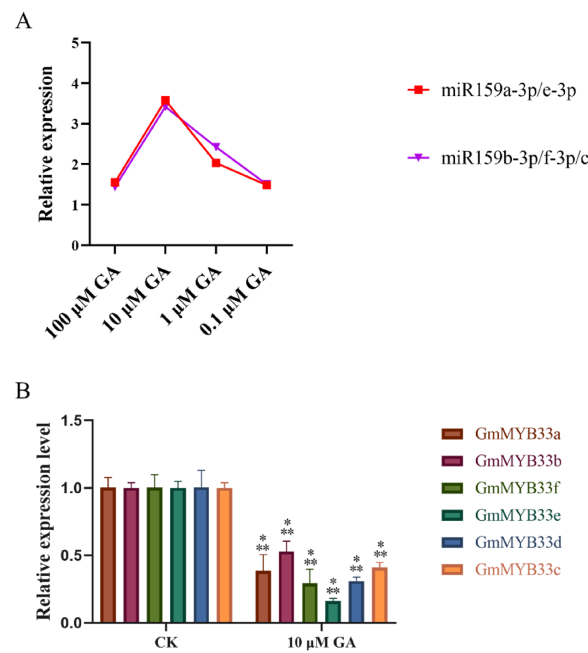 A
Relative expression
5
4
3
2
1
0
100 μM GA
10 μM GA
1 μM GA
0.1 μM GA
miR159a-3p/e-3p
miR159b-3p/f-3p/c
B
Relative expression level
1.5
1.0
0.5
0.0
*
**
*
**
*
**
*
**
*
**
*
**
CK
10 μM GA
GmMYB33a
GmMYB33b
GmMYB33f
GmMYB33e
GmMYB33d
GmMYB33c